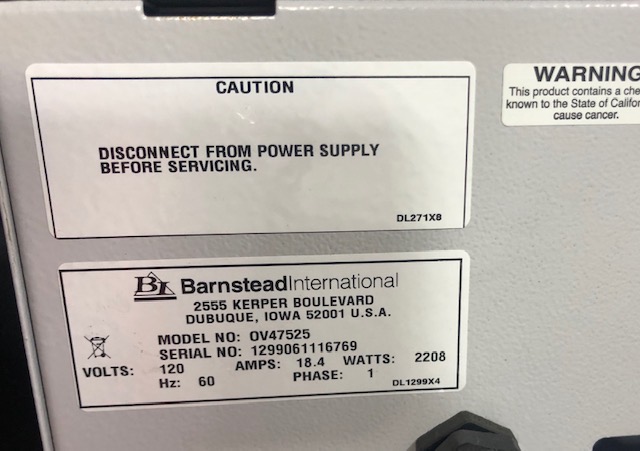 CAUTION
DISCONNECT FROM POWER SUPPLY
BEFORE SERVICING.
DL271X8
WARNING
This product contains a
known to the State of
cause cancer.
BI BarnsteadInternational
2555 KERPER BOULEVARD
DUBUQUE, IOWA 52001 U.S.A.
MODEL NO: OV47525
SERIAL NO: 1299061116769
VOLTS: 120 AMPS: 18.4 WATTS: 2208
Hz: 60 PHASE: 1
DL1299X4